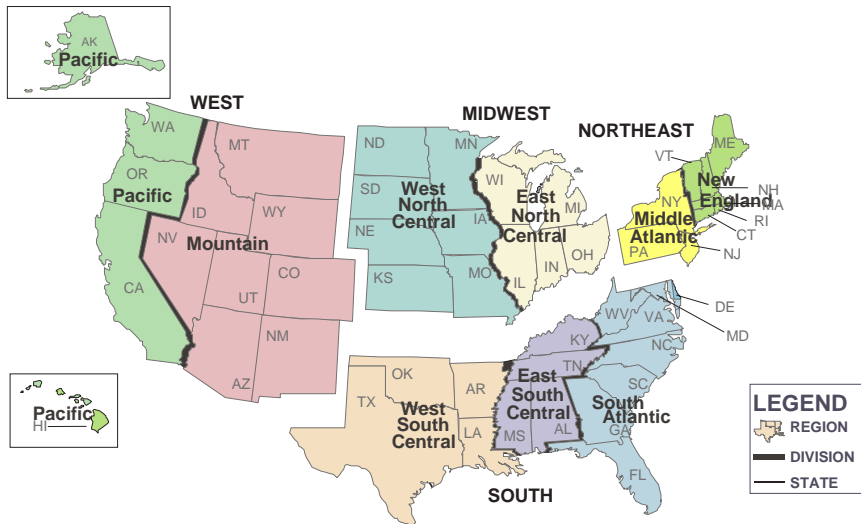 AK
Pacific
WEST
MIDWEST
NORTHEAST
WA
MT
ND
MN
VT
ME
OR
SD
WI
New
NH
Pacific
ID
WY
West
North
Central
East
North
Central
MI
NY
England
MA
RI
NV
Mountain
NE
IA
Middle
Atlantic
CT
CA
UT
CO
KS
MO
IL
IN
OH
PA
NJ
AZ
NM
DE
MD
WV
VA
KY
NC
OK
AR
TN
SC
TX
West
South
Central
East
South
Central
South
Atlantic
Pacific
HI
LA
MS
AL
GA
FL
SOUTH
LEGEND
REGION
DIVISION
STATE